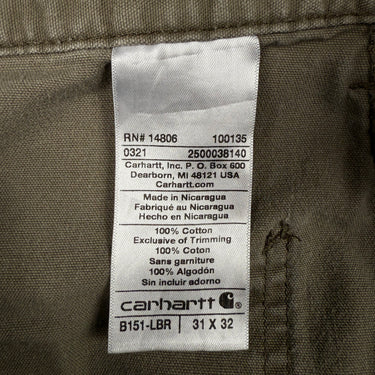 RN# 14806 100135
0321 2500038140
Carhartt, Inc. P.O. Box 600
Dearborn, MI 48121 USA
Carhartt.com
Made in Nicaragua
Fabriqué au Nicaragua
Hecho en Nicaragua
100% Cotton
Exclusive of Trimming
100% Coton
Sans garniture
100% Algodón
Sin incluir adorno
carhartt
B151-LBR 31 X 32